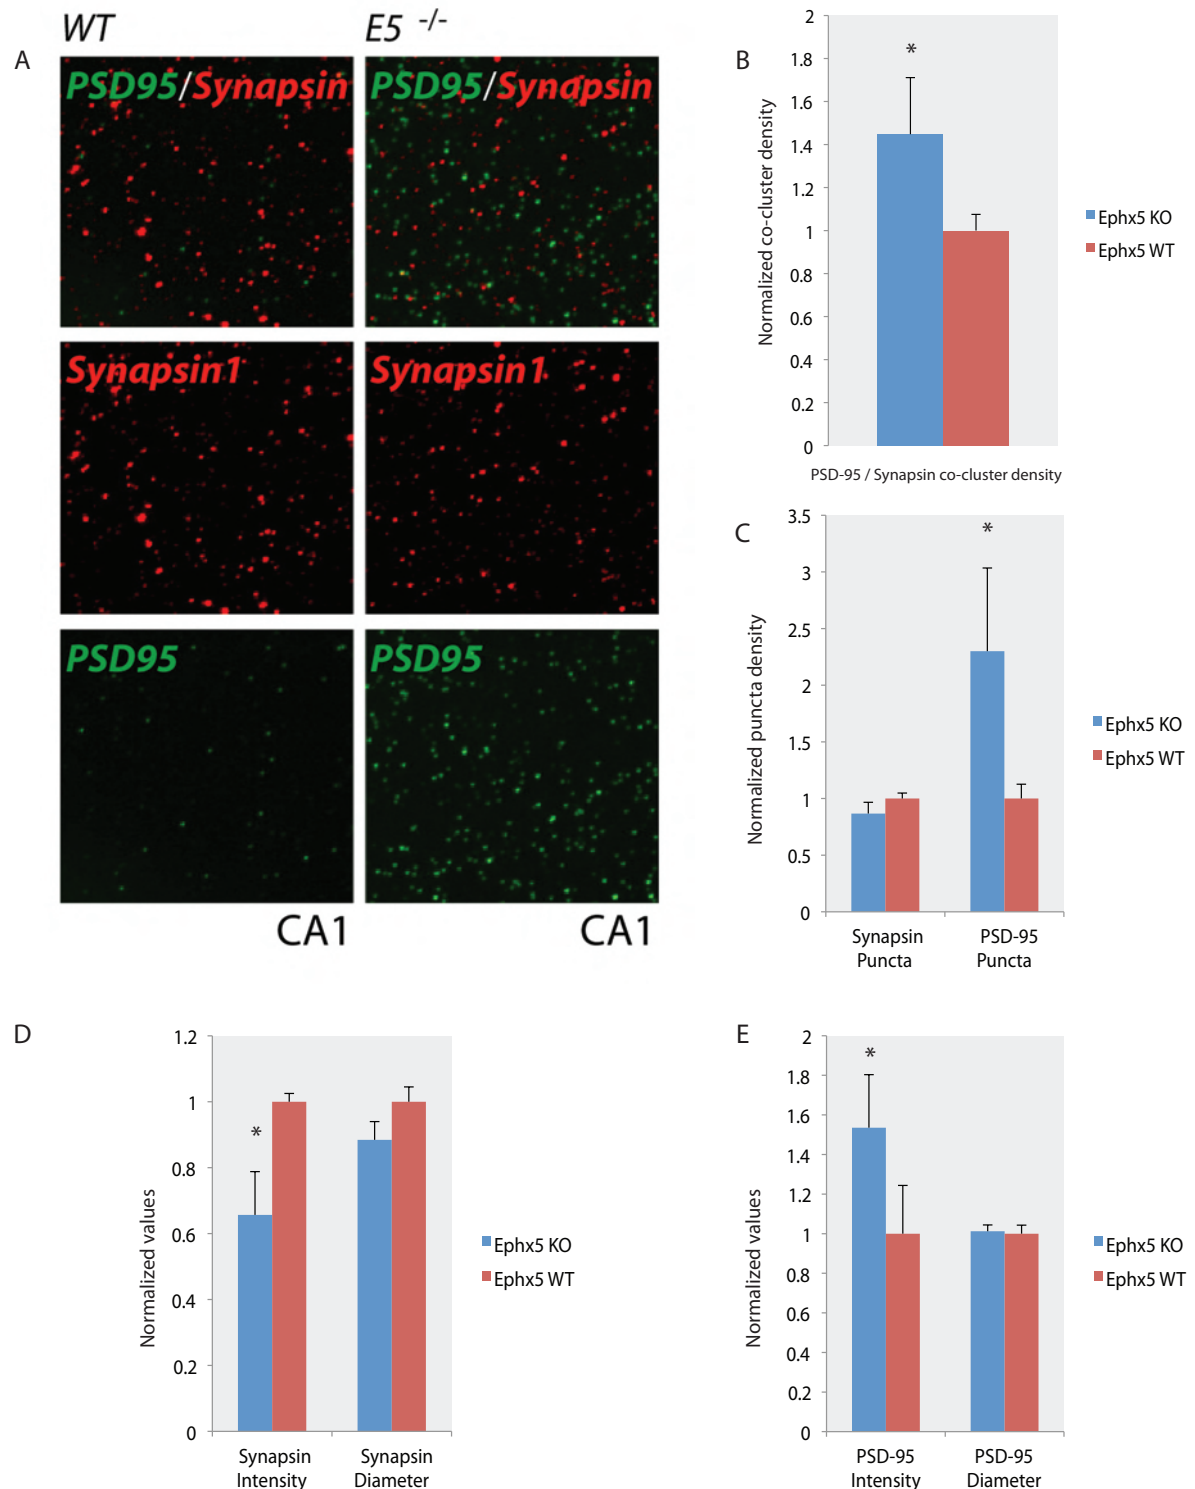 WT
E5 -/-
A
PSD95/Synapsin
PSD95/Synapsin
Synapsin1
Synapsin1
PSD95
PSD95
CA1
CA1
B
Normalized co-cluster density
2
1.8
1.6
1.4
1.2
1
0.8
0.6
0.4
0.2
0
*
PSD-95 / Synapsin co-cluster density
Ephx5 KO
Ephx5 WT
C
Normalized puncta density
3.5
3
2.5
2
1.5
1
0.5
0
*
Synapsin
Puncta
PSD-95
Puncta
Ephx5 KO
Ephx5 WT
D
Normalized values
1.2
1
0.8
0.6
0.4
0.2
0
*
Synapsin
Intensity
Synapsin
Diameter
Ephx5 KO
Ephx5 WT
E
Normalized values
2
1.8
1.6
1.4
1.2
1
0.8
0.6
0.4
0.2
0
*
PSD-95
Intensity
PSD-95
Diameter
Ephx5 KO
Ephx5 WT